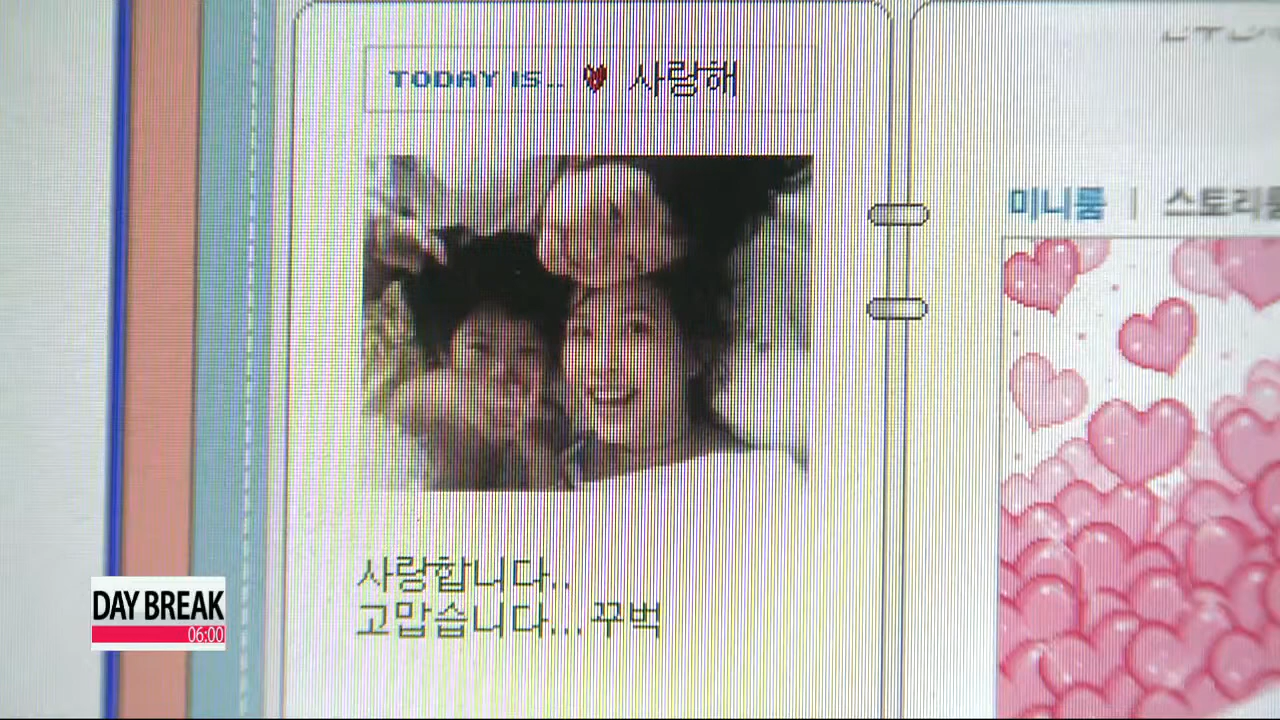 TODAY IS.. ♥ 사랑해
미니룸 | 스토리룸
사랑합니다..
고맙습니다...꾸벅
DAY BREAK
06:00